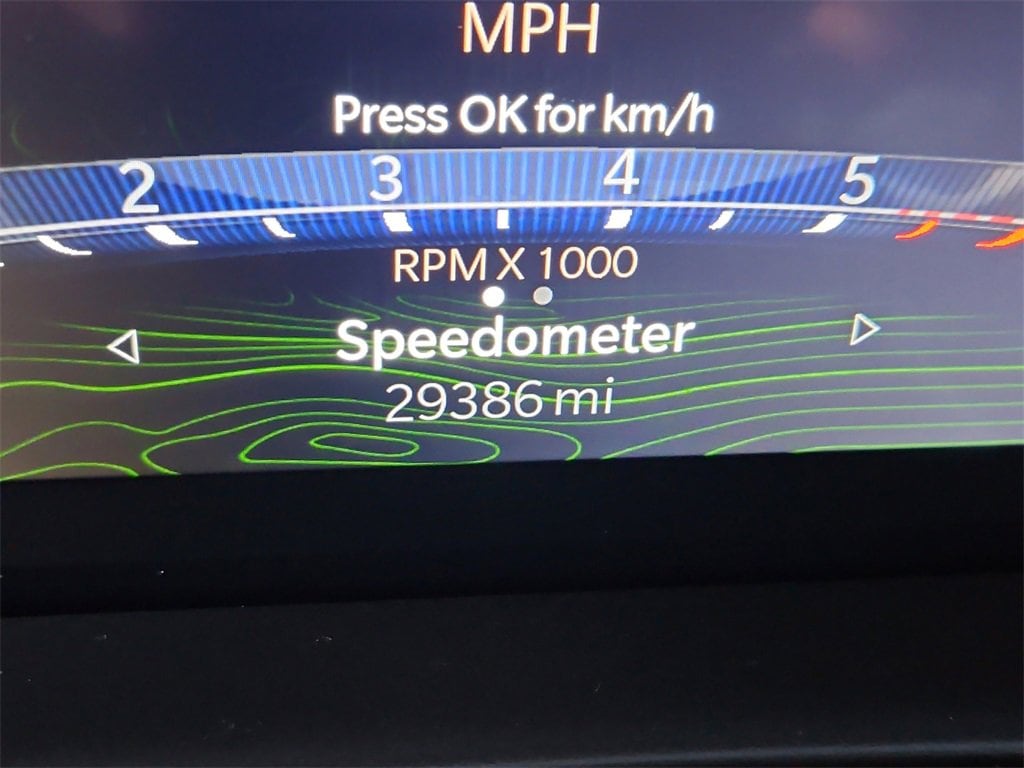 MPH
Press OK for km/h
2 3 4 5
RPM X 1000
Speedometer
29386 mi